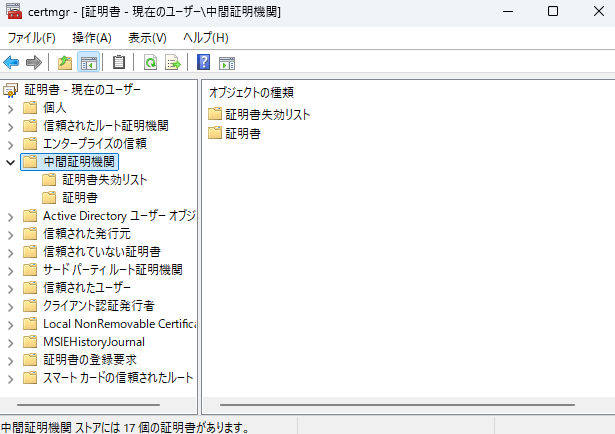 certmgr - [証明書 - 現在のユーザー\中間証明機関]
ファイル(F) 操作(A) 表示(V) ヘルプ(H)
証明書 - 現在のユーザー
個人
信頼されたルート証明機関
エンタープライズの信頼
中間証明機関
証明書失効リスト
証明書
Active Directory ユーザー オブジ
信頼された発行元
信頼されていない証明書
サード パーティ ルート証明機関
信頼されたユーザー
クライアント認証発行者
Local NonRemovable Certifica
MSIEHistoryJournal
証明書の登録要求
スマート カードの信頼されたルート
オブジェクトの種類
証明書失効リスト
証明書
中間証明機関 ストアには 17 個の証明書があります。